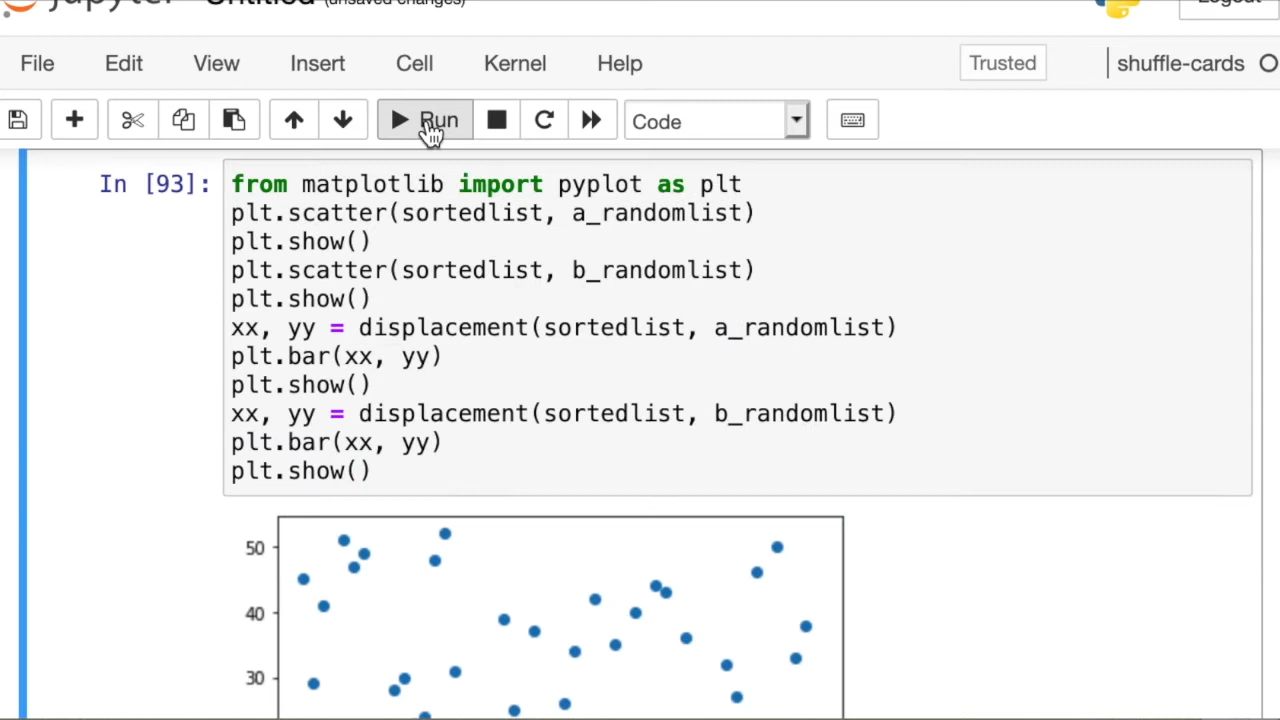 jupyter Untitled (unsaved changes) Logout
File Edit View Insert Cell Kernel Help Trusted shuffle-cards
Run Code
In [93]: from matplotlib import pyplot as plt
plt.scatter(sortedlist, a_randomlist)
plt.show()
plt.scatter(sortedlist, b_randomlist)
plt.show()
xx, yy = displacement(sortedlist, a_randomlist)
plt.bar(xx, yy)
plt.show()
xx, yy = displacement(sortedlist, b_randomlist)
plt.bar(xx, yy)
plt.show()
50
40
30